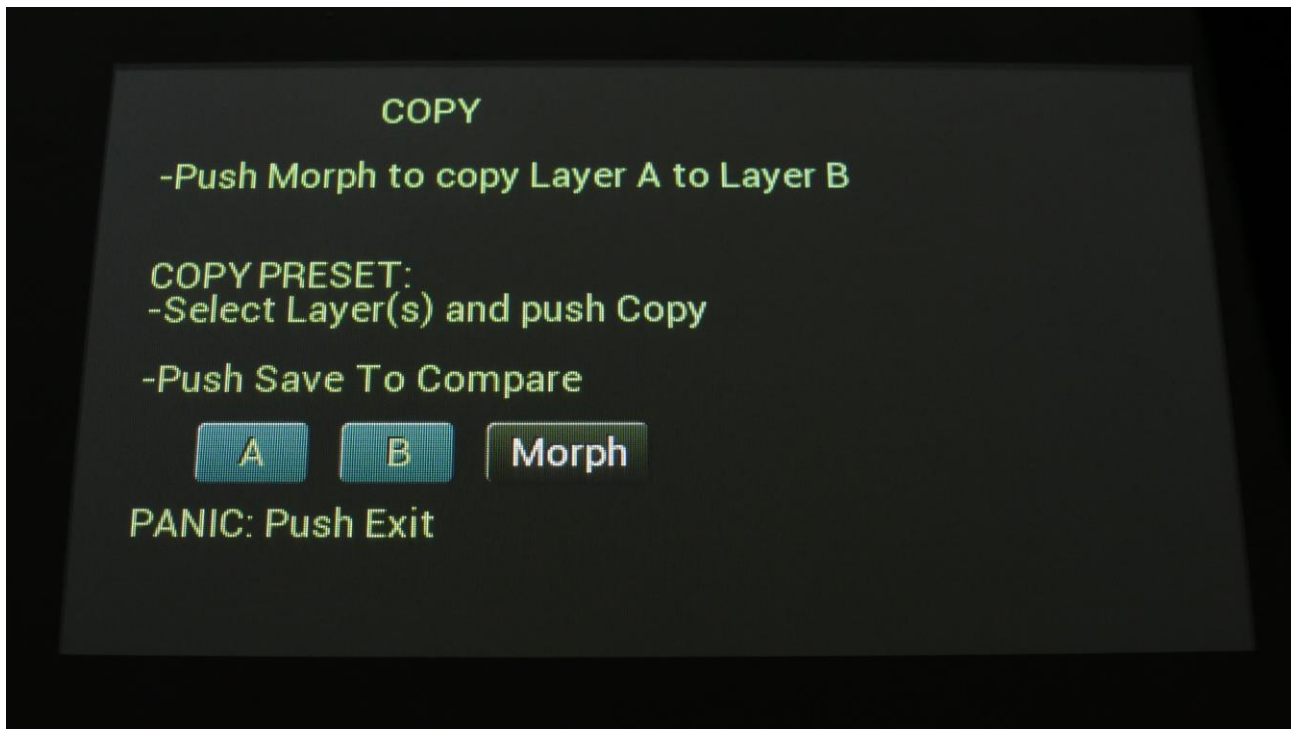 COPY
-Push Morph to copy Layer A to Layer B
COPY PRESET:
-Select Layer(s) and push Copy
-Push Save To Compare
A B Morph
PANIC: Push Exit